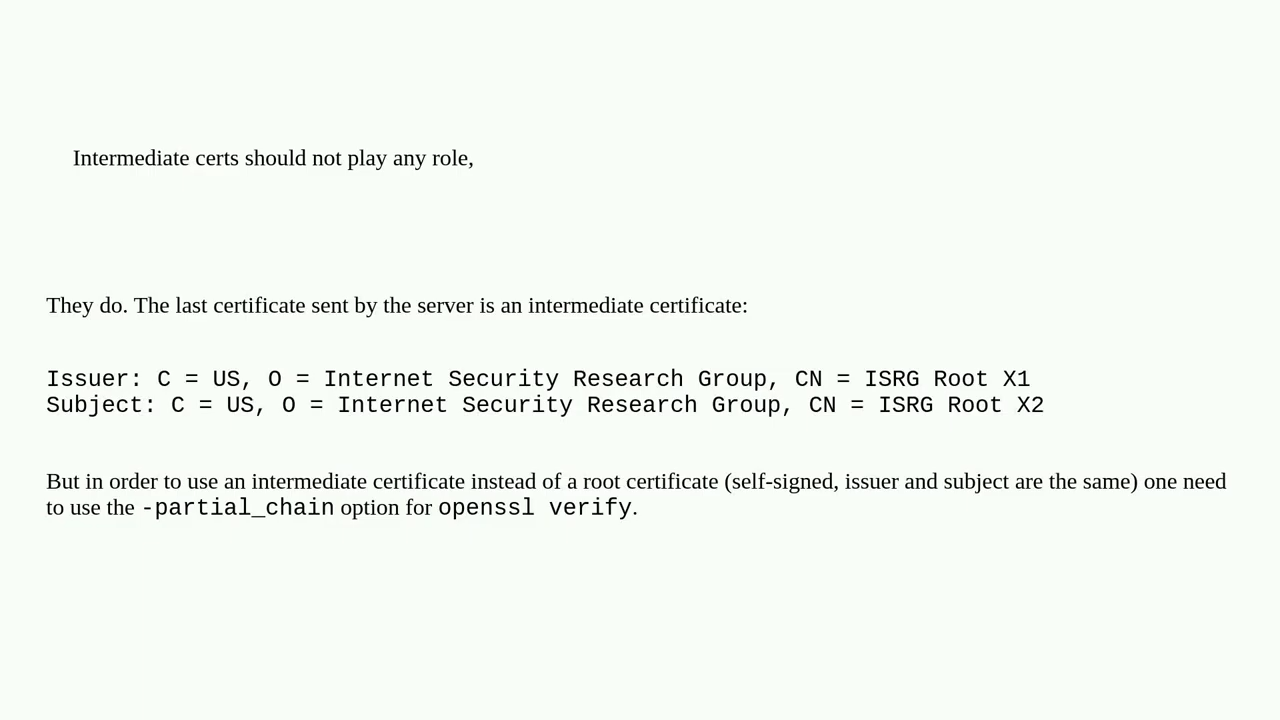 Intermediate certs should not play any role,
They do. The last certificate sent by the server is an intermediate certificate:
Issuer: C = US, O = Internet Security Research Group, CN = ISRG Root X1
Subject: C = US, O = Internet Security Research Group, CN = ISRG Root X2
But in order to use an intermediate certificate instead of a root certificate (self-signed, issuer and subject are the same) one need
to use the -partial_chain option for openssl verify.